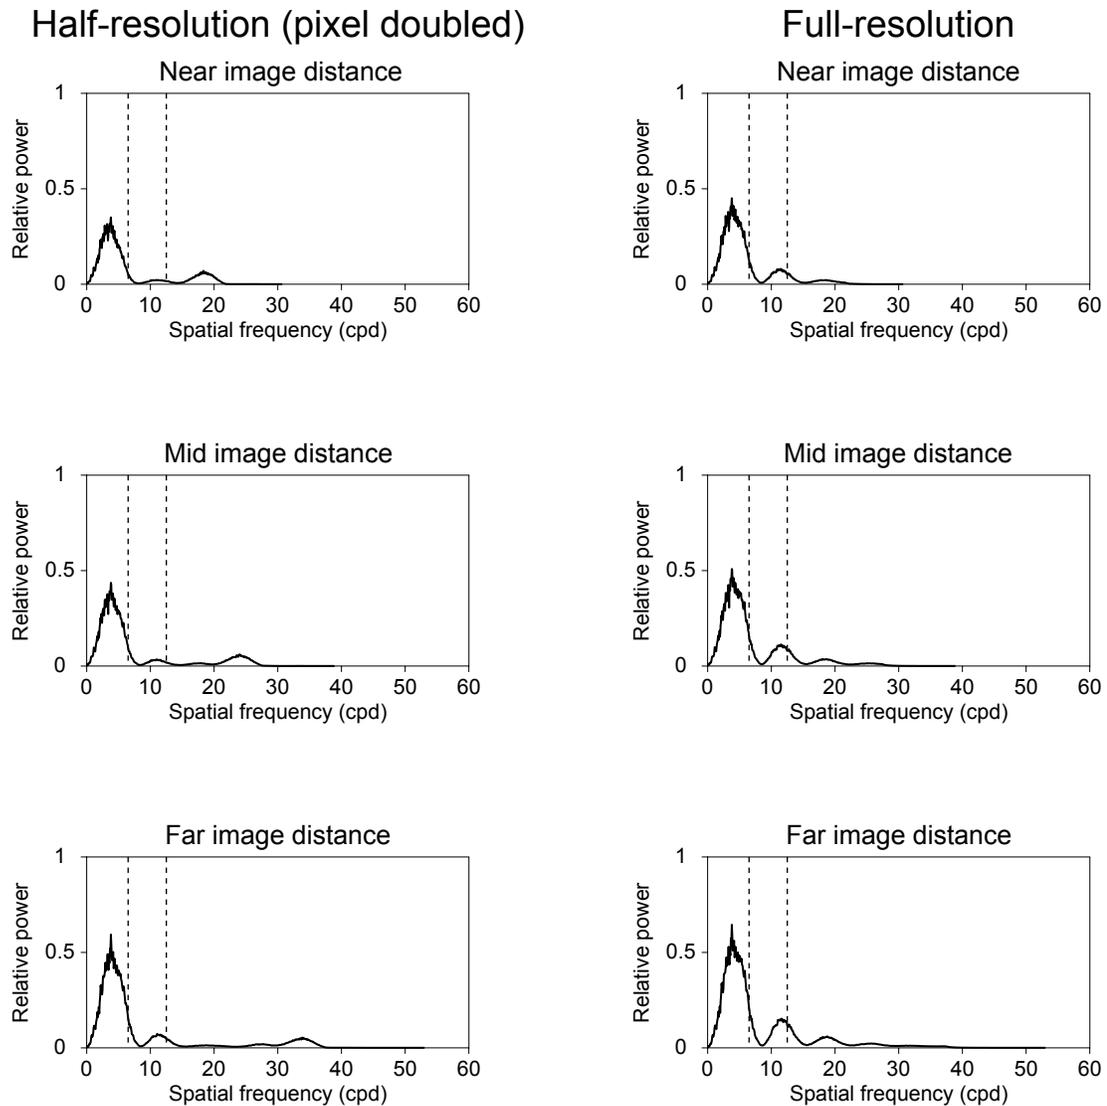 Half-resolution (pixel doubled)
Full-resolution
Near image distance
Near image distance
1
0.5
0
Relative power
0 10 20 30 40 50 60
Spatial frequency (cpd)
1
0.5
0
Relative power
0 10 20 30 40 50 60
Spatial frequency (cpd)
Mid image distance
Mid image distance
1
0.5
0
Relative power
0 10 20 30 40 50 60
Spatial frequency (cpd)
1
0.5
0
Relative power
0 10 20 30 40 50 60
Spatial frequency (cpd)
Far image distance
Far image distance
1
0.5
0
Relative power
0 10 20 30 40 50 60
Spatial frequency (cpd)
1
0.5
0
Relative power
0 10 20 30 40 50 60
Spatial frequency (cpd)